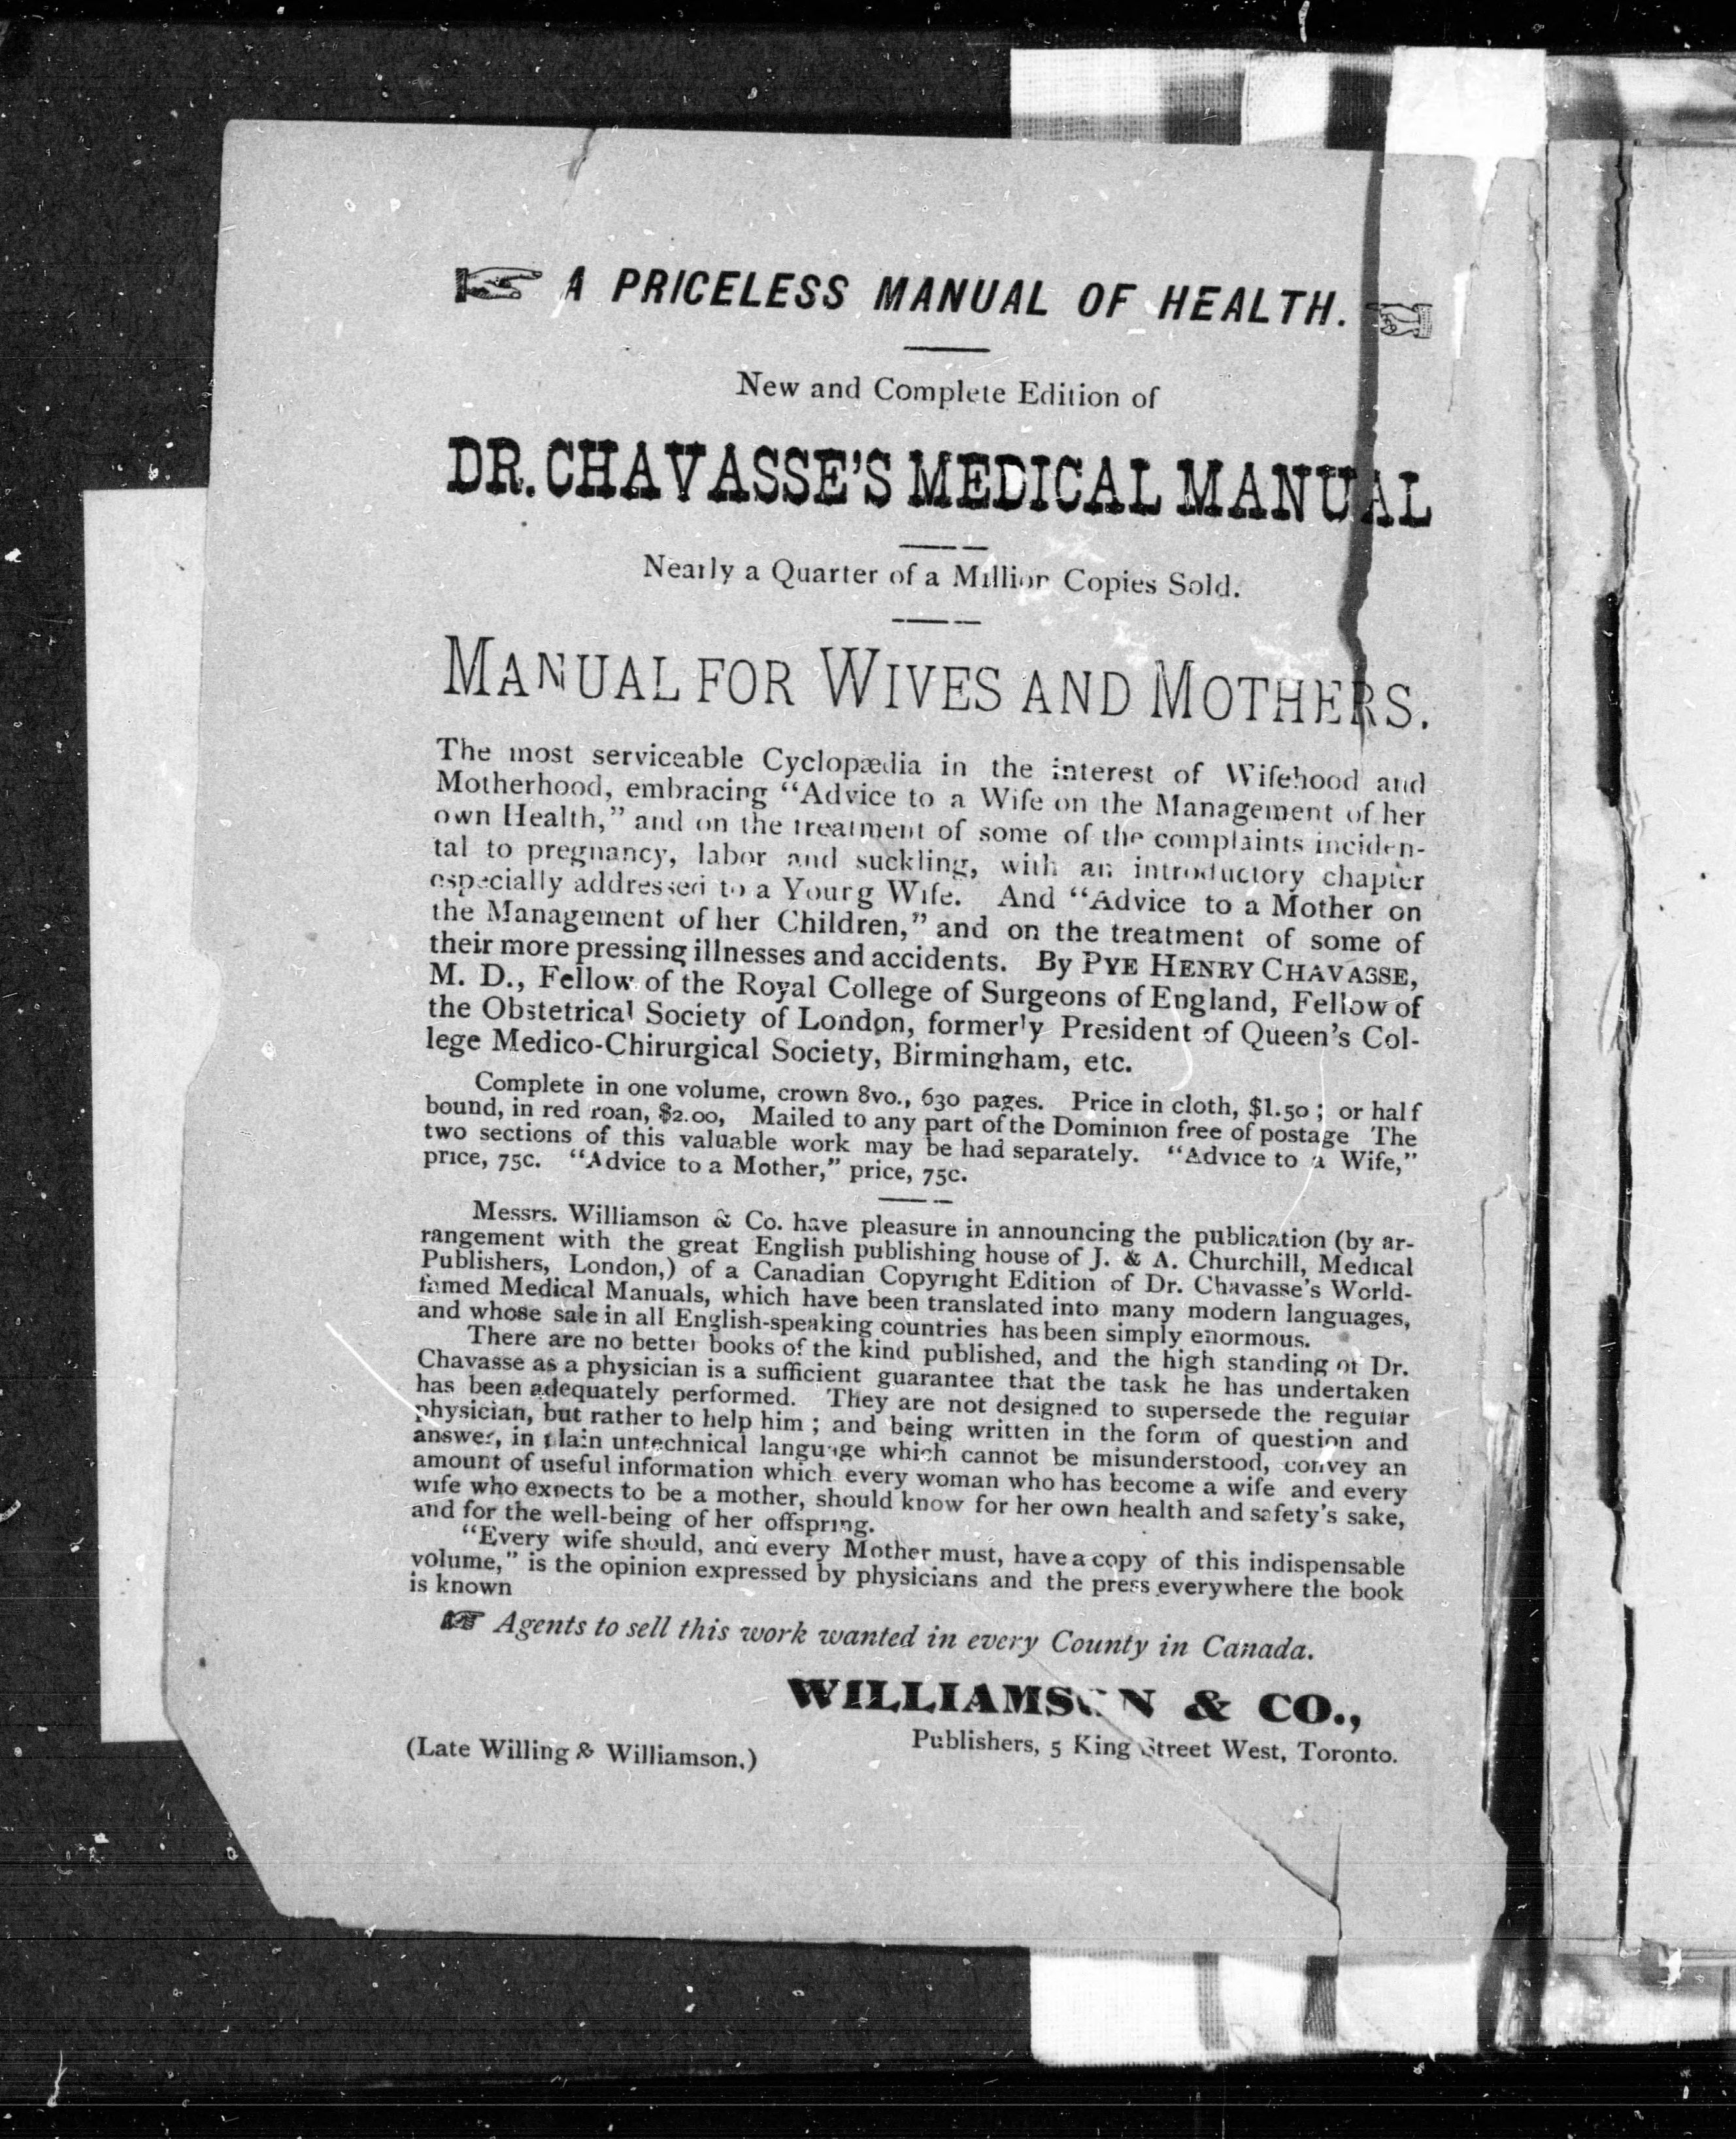 ☞ A PRICELESS MANUAL OF HEALTH. ☜
New and Complete Edition of
DR. CHAVASSE'S MEDICAL MANUAL
Nearly a Quarter of a Million Copies Sold.
MANUAL FOR WIVES AND MOTHERS.
The most serviceable Cyclopædia in the interest of Wifehood and
Motherhood, embracing "Advice to a Wife on the Management of her
own Health," and on the treatment of some of the complaints inciden-
tal to pregnancy, labor and suckling, with an introductory chapter
especially addressed to a Young Wife. And "Advice to a Mother on
the Management of her Children," and on the treatment of some of
their more pressing illnesses and accidents. By PYE HENRY CHAVASSE,
M. D., Fellow of the Royal College of Surgeons of England, Fellow of
the Obstetrical Society of London, formerly President of Queen's Col-
lege Medico-Chirurgical Society, Birmingham, etc.
Complete in one volume, crown 8vo., 630 pages. Price in cloth, $1.50; or half
bound, in red roan, $2.00, Mailed to any part of the Dominion free of postage The
two sections of this valuable work may be had separately. "Advice to a Wife,"
price, 75c. "Advice to a Mother," price, 75c.
Messrs. Williamson & Co. have pleasure in announcing the publication (by ar-
rangement with the great English publishing house of J. & A. Churchill, Medical
Publishers, London,) of a Canadian Copyright Edition of Dr. Chavasse's World-
famed Medical Manuals, which have been translated into many modern languages,
and whose sale in all English-speaking countries has been simply enormous.
There are no better books of the kind published, and the high standing of Dr.
Chavasse as a physician is a sufficient guarantee that the task he has undertaken
has been adequately performed. They are not designed to supersede the regular
physician, but rather to help him; and being written in the form of question and
answer, in plain untechnical language which cannot be misunderstood, convey an
amount of useful information which every woman who has become a wife and every
wife who expects to be a mother, should know for her own health and safety's sake,
and for the well-being of her offspring.
"Every wife should, and every Mother must, have a copy of this indispensable
volume," is the opinion expressed by physicians and the press everywhere the book
is known
☞ Agents to sell this work wanted in every County in Canada.
WILLIAMSON & CO.,
Publishers, 5 King Street West, Toronto.
(Late Willing & Williamson.)